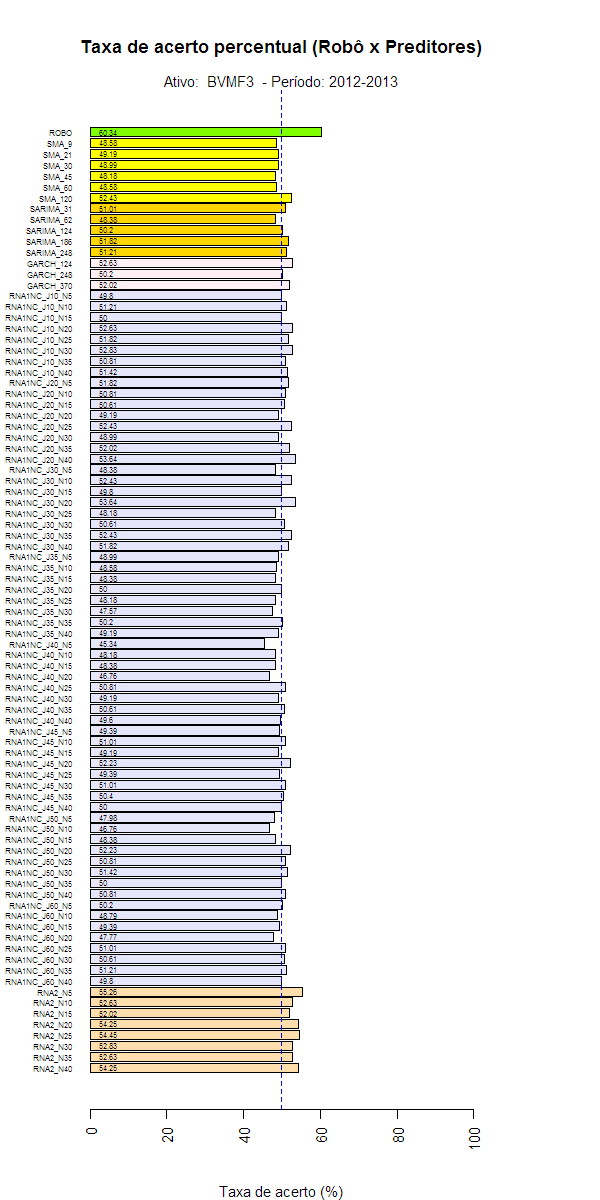 Taxa de acerto percentual (Robô x Preditores)
Ativo:  BVMF3  - Período: 2012-2013
ROBO 60.34
SMA_9 48.58
SMA_21 49.19
SMA_30 48.99
SMA_45 48.18
SMA_60 48.58
SMA_120 52.43
SARIMA_31 51.01
SARIMA_62 48.38
SARIMA_124 50.2
SARIMA_186 51.82
SARIMA_248 51.21
GARCH_124 52.63
GARCH_248 50.2
GARCH_370 52.02
RNA1NC_J10_N5 49.8
RNA1NC_J10_N10 51.21
RNA1NC_J10_N15 50
RNA1NC_J10_N20 52.63
RNA1NC_J10_N25 51.82
RNA1NC_J10_N30 52.83
RNA1NC_J10_N35 50.81
RNA1NC_J10_N40 51.42
RNA1NC_J20_N5 51.82
RNA1NC_J20_N10 50.81
RNA1NC_J20_N15 50.61
RNA1NC_J20_N20 49.19
RNA1NC_J20_N25 52.43
RNA1NC_J20_N30 48.99
RNA1NC_J20_N35 52.02
RNA1NC_J20_N40 53.64
RNA1NC_J30_N5 48.38
RNA1NC_J30_N10 52.43
RNA1NC_J30_N15 49.8
RNA1NC_J30_N20 53.64
RNA1NC_J30_N25 48.18
RNA1NC_J30_N30 50.61
RNA1NC_J30_N35 52.43
RNA1NC_J30_N40 51.82
RNA1NC_J35_N5 48.99
RNA1NC_J35_N10 48.58
RNA1NC_J35_N15 48.38
RNA1NC_J35_N20 50
RNA1NC_J35_N25 48.18
RNA1NC_J35_N30 47.57
RNA1NC_J35_N35 50.2
RNA1NC_J35_N40 49.19
RNA1NC_J40_N5 45.34
RNA1NC_J40_N10 48.18
RNA1NC_J40_N15 48.38
RNA1NC_J40_N20 46.76
RNA1NC_J40_N25 50.81
RNA1NC_J40_N30 49.19
RNA1NC_J40_N35 50.61
RNA1NC_J40_N40 49.6
RNA1NC_J45_N5 49.39
RNA1NC_J45_N10 51.01
RNA1NC_J45_N15 49.19
RNA1NC_J45_N20 52.23
RNA1NC_J45_N25 49.39
RNA1NC_J45_N30 51.01
RNA1NC_J45_N35 50.4
RNA1NC_J45_N40 50
RNA1NC_J50_N5 47.98
RNA1NC_J50_N10 46.76
RNA1NC_J50_N15 48.38
RNA1NC_J50_N20 52.23
RNA1NC_J50_N25 50.81
RNA1NC_J50_N30 51.42
RNA1NC_J50_N35 50
RNA1NC_J50_N40 50.81
RNA1NC_J60_N5 50.2
RNA1NC_J60_N10 48.79
RNA1NC_J60_N15 49.39
RNA1NC_J60_N20 47.77
RNA1NC_J60_N25 51.01
RNA1NC_J60_N30 50.61
RNA1NC_J60_N35 51.21
RNA1NC_J60_N40 49.8
RNA2_N5 55.26
RNA2_N10 52.63
RNA2_N15 52.02
RNA2_N20 54.25
RNA2_N25 54.45
RNA2_N30 52.83
RNA2_N35 52.63
RNA2_N40 54.25
0 20 40 60 80 100
Taxa de acerto (%)